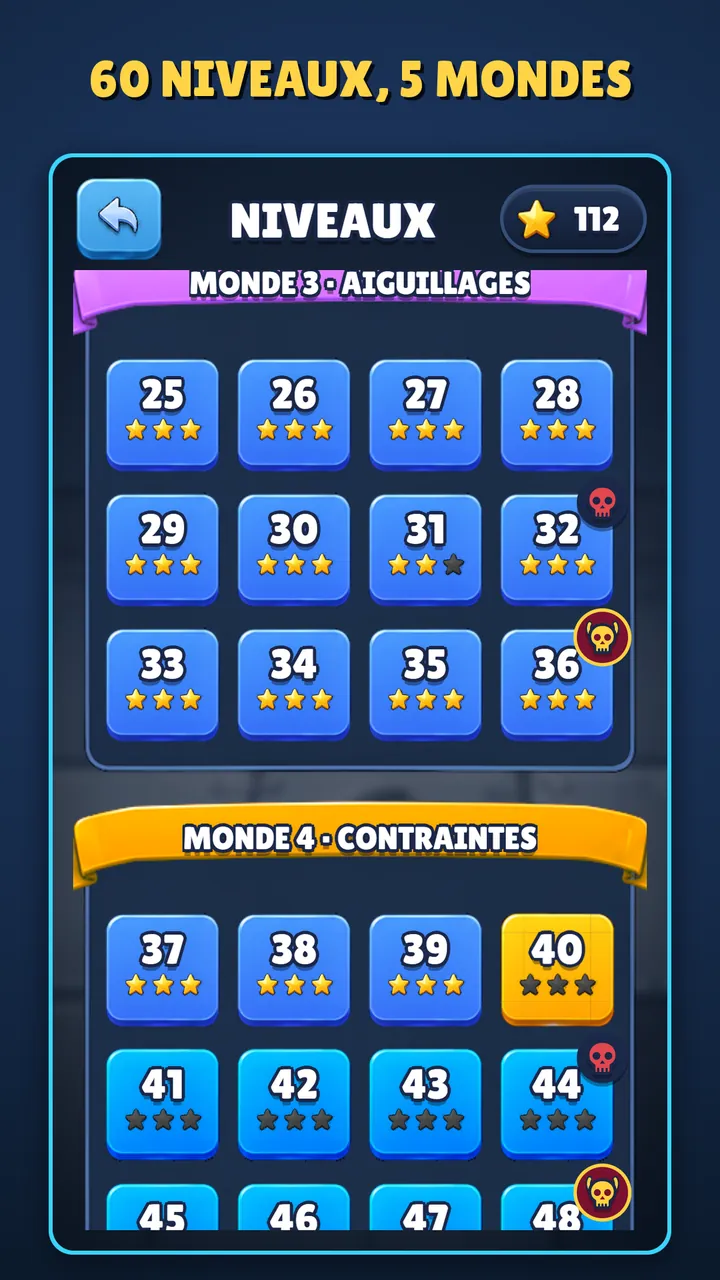 60 NIVEAUX, 5 MONDES
NIVEAUX
112
MONDE 3 · AIGUILLAGES
25 26 27 28
29 30 31 32
33 34 35 36
MONDE 4 · CONTRAINTES
37 38 39 40
41 42 43 44
45 46 47 48